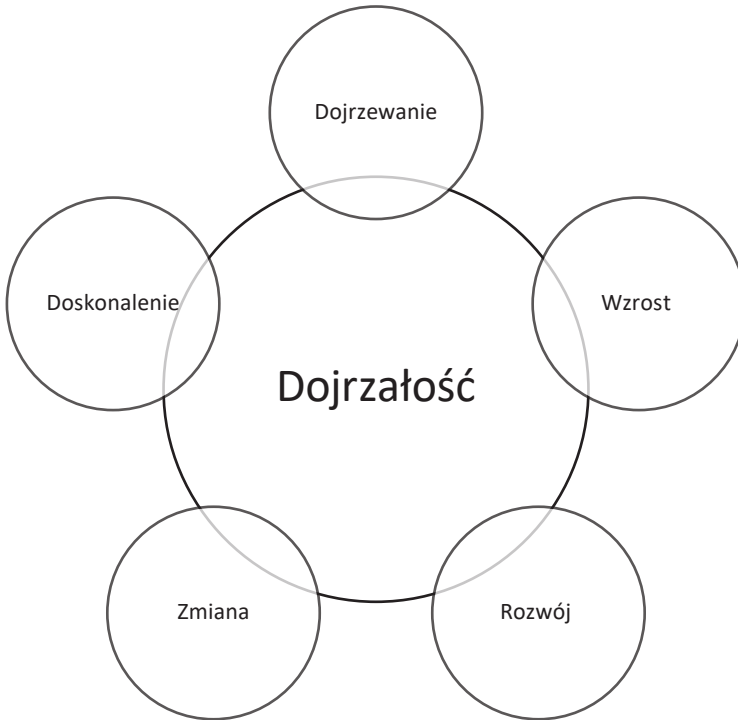 Dojrzewanie
Doskonalenie
Wzrost
Dojrzałość
Zmiana
Rozwój